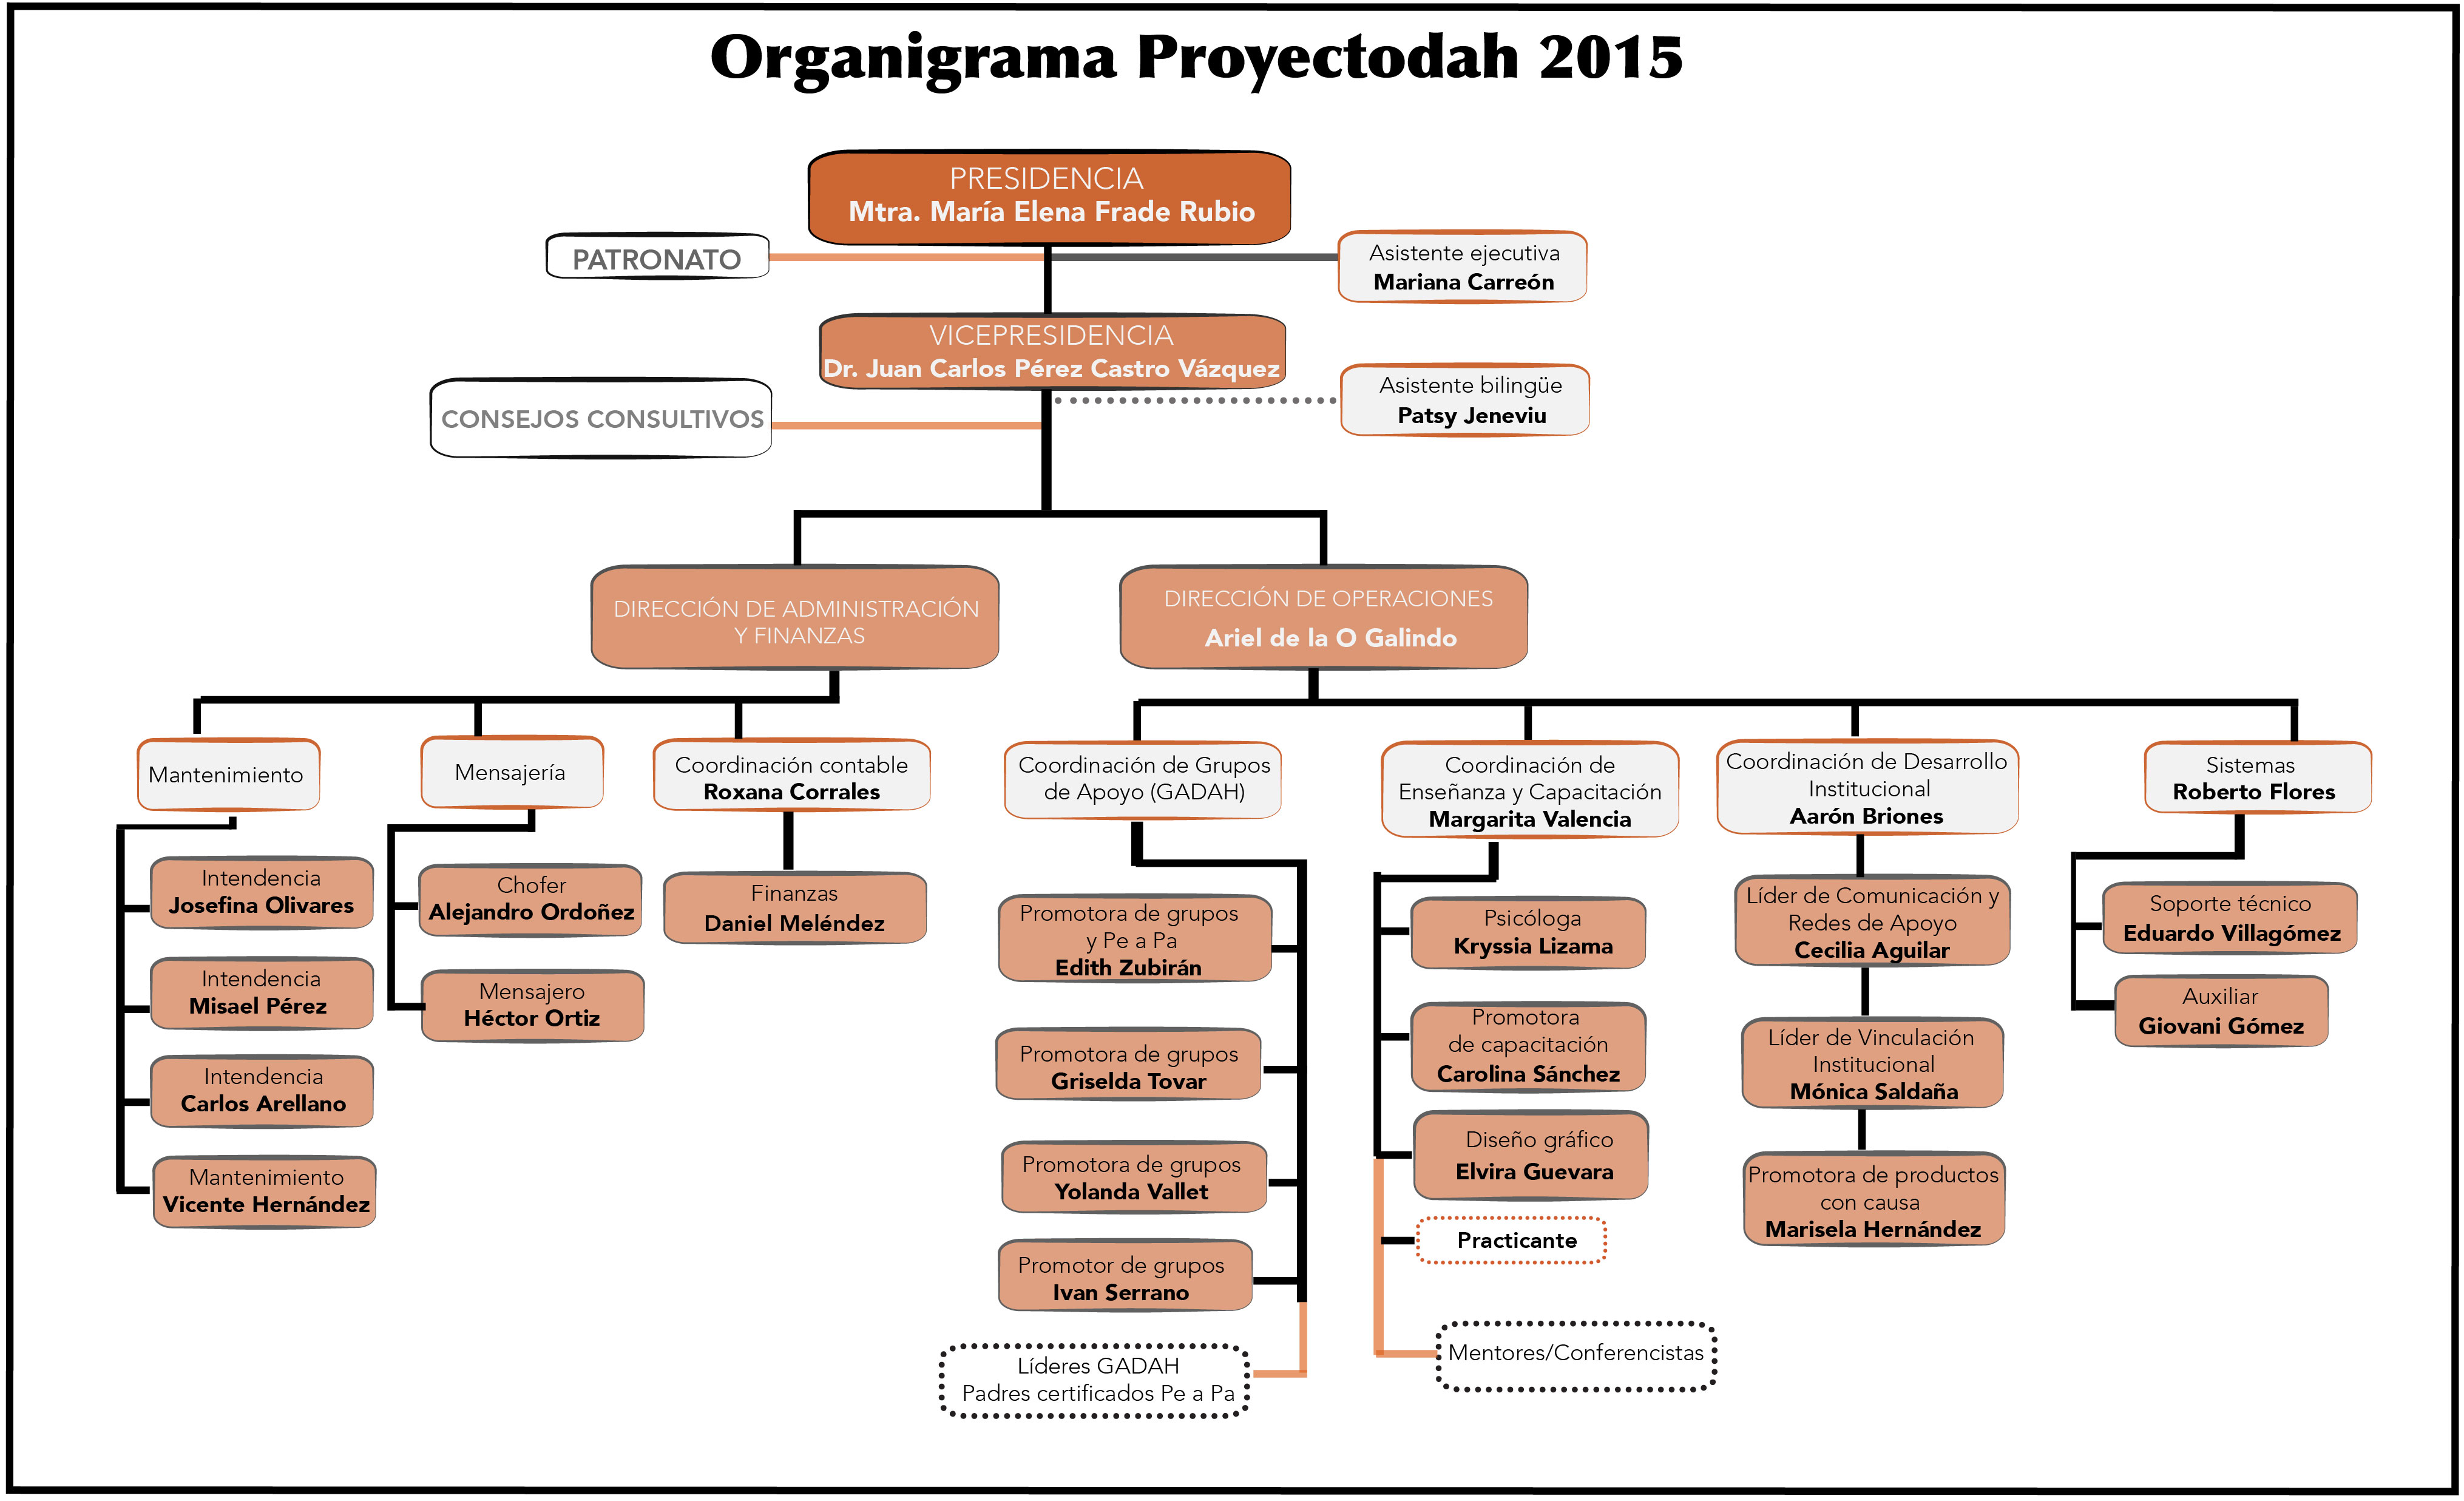 Organigrama Proyectodah 2015
PRESIDENCIA
Mtra. María Elena Frade Rubio
PATRONATO
Asistente ejecutiva
Mariana Carreón
VICEPRESIDENCIA
Dr. Juan Carlos Pérez Castro Vázquez
Asistente bilingüe
Patsy Jeneviu
CONSEJOS CONSULTIVOS
DIRECCIÓN DE ADMINISTRACIÓN
Y FINANZAS
DIRECCIÓN DE OPERACIONES
Ariel de la O Galindo
Mantenimiento
Mensajería
Coordinación contable
Roxana Corrales
Coordinación de Grupos
de Apoyo (GADAH)
Coordinación de
Enseñanza y Capacitación
Margarita Valencia
Coordinación de Desarrollo
Institucional
Aarón Briones
Sistemas
Roberto Flores
Intendencia
Josefina Olivares
Intendencia
Misael Pérez
Intendencia
Carlos Arellano
Mantenimiento
Vicente Hernández
Chofer
Alejandro Ordoñez
Mensajero
Héctor Ortiz
Finanzas
Daniel Meléndez
Promotora de grupos
y Pe a Pa
Edith Zubirán
Promotora de grupos
Griselda Tovar
Promotora de grupos
Yolanda Vallet
Promotor de grupos
Ivan Serrano
Líderes GADAH
Padres certificados Pe a Pa
Psicóloga
Kryssia Lizama
Promotora
de capacitación
Carolina Sánchez
Diseño gráfico
Elvira Guevara
Practicante
Mentores/Conferencistas
Líder de Comunicación y
Redes de Apoyo
Cecilia Aguilar
Líder de Vinculación
Institucional
Mónica Saldaña
Promotora de productos
con causa
Marisela Hernández
Soporte técnico
Eduardo Villagómez
Auxiliar
Giovani Gómez